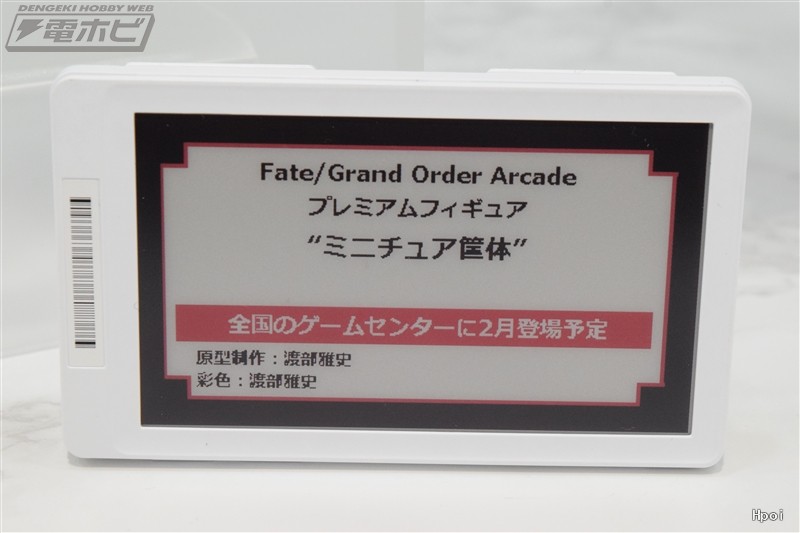 DENGEKI HOBBY WEB
電ホビ
Fate/Grand Order Arcade
プレミアムフィギュア
“ミニチュア筐体”
全国のゲームセンターに2月登場予定
原型制作：渡部雅史
彩色：渡部雅史
Hpoi